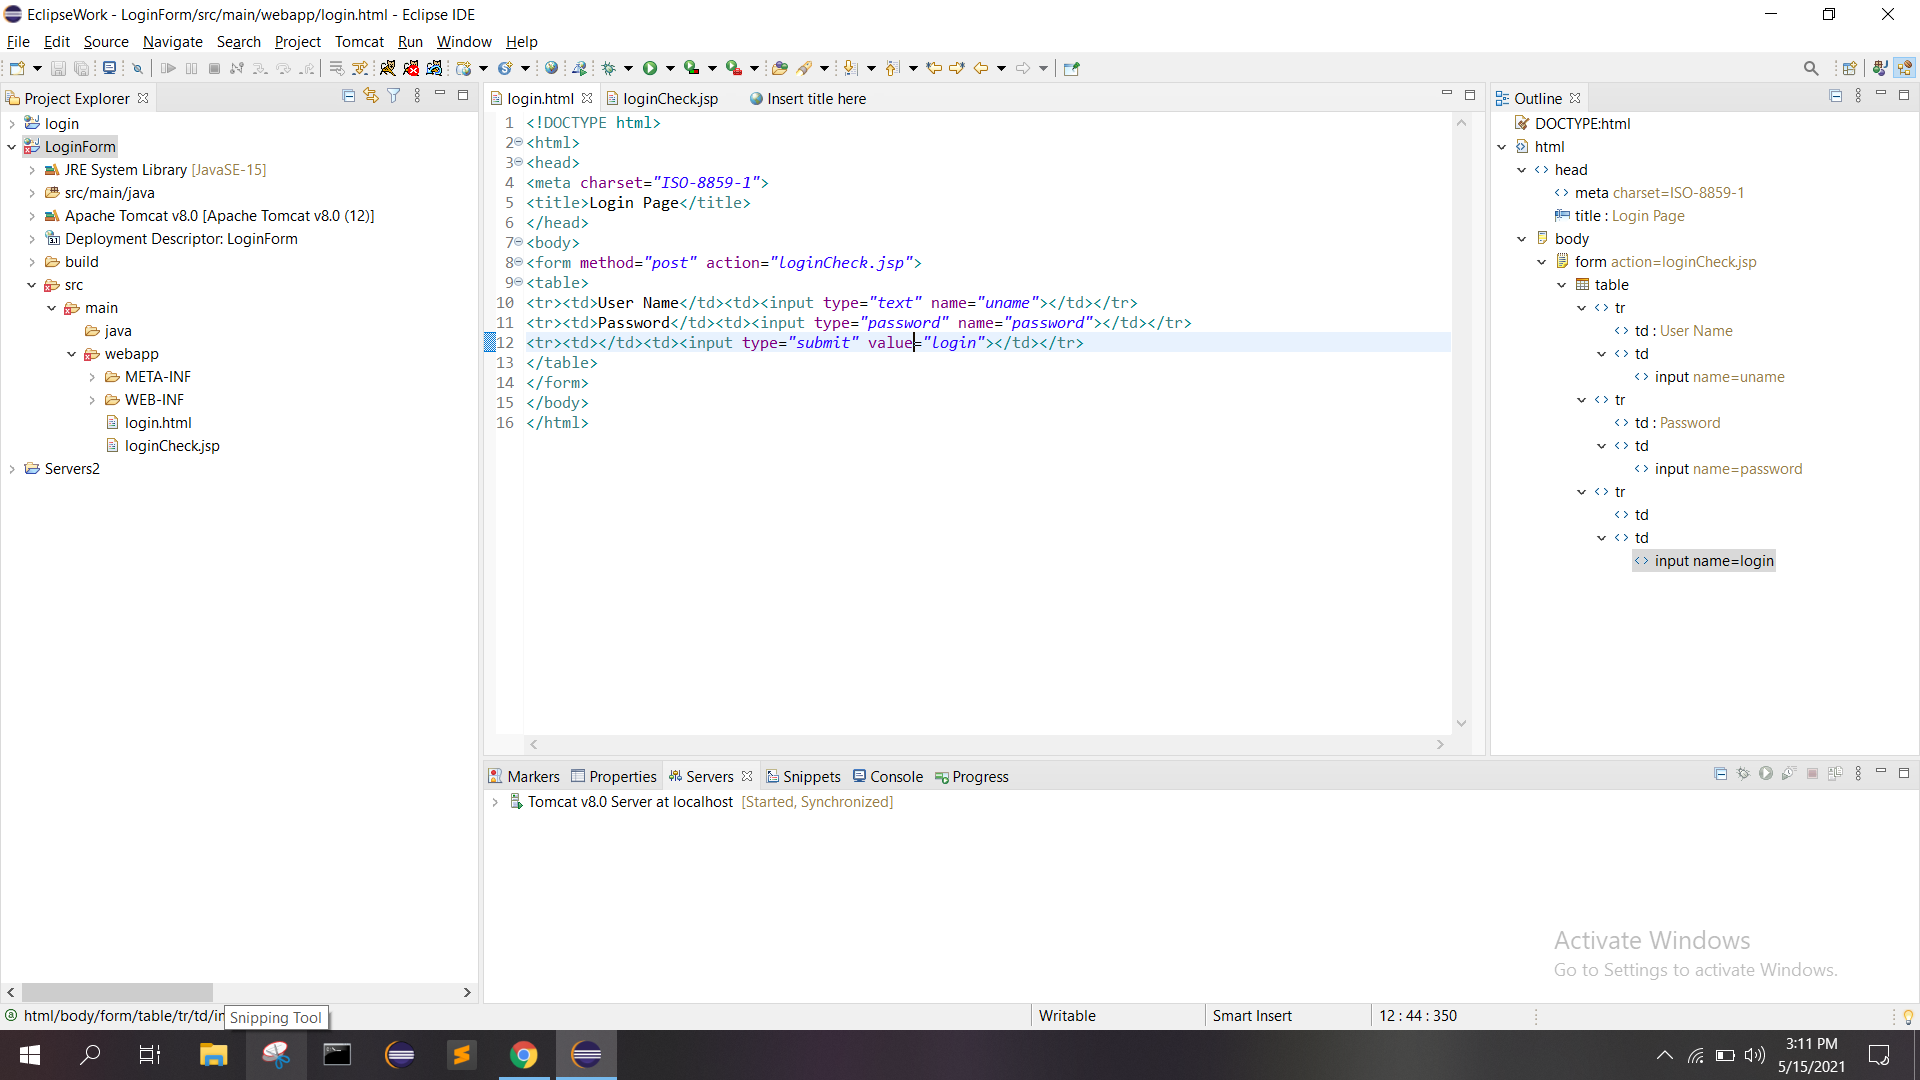 EclipseWork - LoginForm/src/main/webapp/login.html - Eclipse IDE
File Edit Source Navigate Search Project Tomcat Run Window Help
Project Explorer
login
LoginForm
JRE System Library [JavaSE-15]
src/main/java
Apache Tomcat v8.0 [Apache Tomcat v8.0 (12)]
Deployment Descriptor: LoginForm
build
src
main
java
webapp
META-INF
WEB-INF
login.html
loginCheck.jsp
Servers2
login.html loginCheck.jsp Insert title here
1 <!DOCTYPE html>
2 <html>
3 <head>
4 <meta charset="ISO-8859-1">
5 <title>Login Page</title>
6 </head>
7 <body>
8 <form method="post" action="loginCheck.jsp">
9 <table>
10 <tr><td>User Name</td><td><input type="text" name="uname"></td></tr>
11 <tr><td>Password</td><td><input type="password" name="password"></td></tr>
12 <tr><td></td><td><input type="submit" value="login"></td></tr>
13 </table>
14 </form>
15 </body>
16 </html>
Outline
DOCTYPE:html
html
head
meta charset=ISO-8859-1
title : Login Page
body
form action=loginCheck.jsp
table
tr
td : User Name
td
input name=uname
tr
td : Password
td
input name=password
tr
td
td
input name=login
Markers Properties Servers Snippets Console Progress
Tomcat v8.0 Server at localhost [Started, Synchronized]
Activate Windows
Go to Settings to activate Windows.
html/body/form/table/tr/td/in
Snipping Tool
Writable Smart Insert 12 : 44 : 350
3:11 PM
5/15/2021